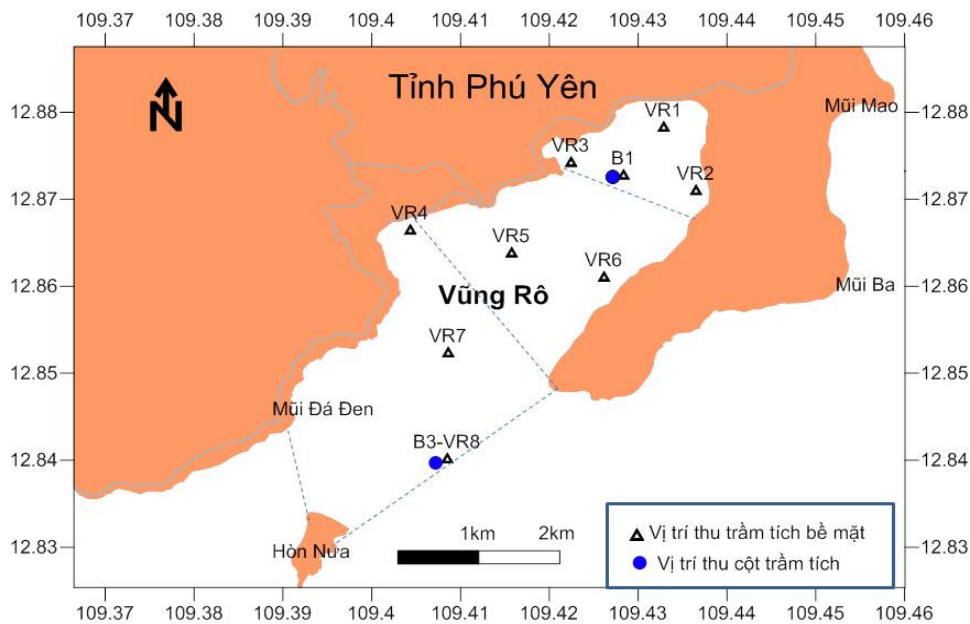 109.37 109.38 109.39 109.4 109.41 109.42 109.43 109.44 109.45 109.46
Tỉnh Phú Yên
Mũi Mao
12.88 12.88
N
VR1
VR3
B1
VR2
12.87 12.87
VR4
VR5
VR6
12.86 12.86
Vũng Rô
Mũi Ba
VR7
12.85 12.85
Mũi Đá Đen
B3-VR8
12.84 12.84
1km 2km
Vị trí thu trầm tích bề mặt
Hòn Nưa
12.83 12.83
Vị trí thu cột trầm tích
109.37 109.38 109.39 109.4 109.41 109.42 109.43 109.44 109.45 109.46